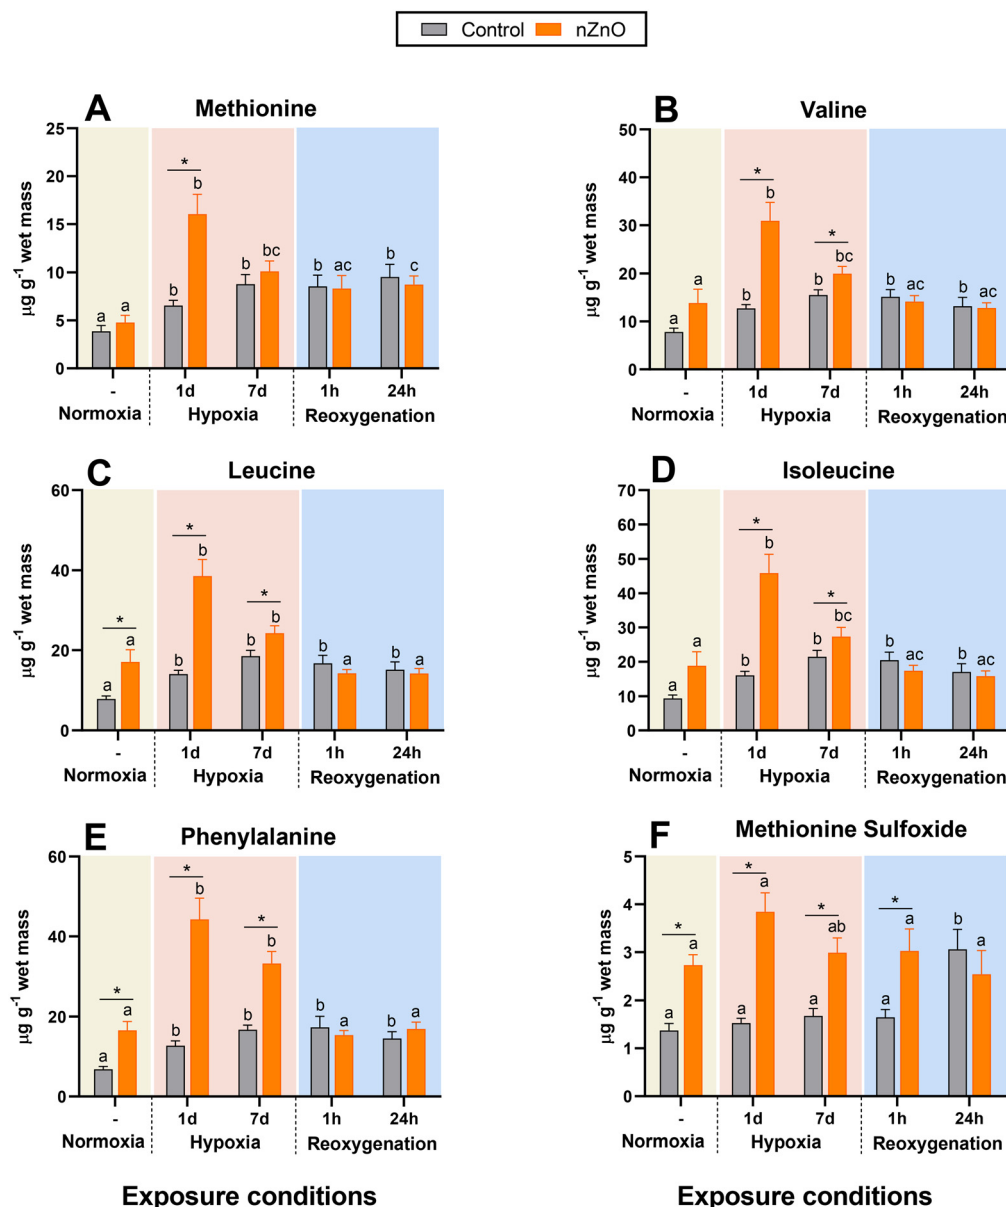 Control nZnO
A Methionine
μg g-1 wet mass
25
20
15
10
5
0
a a b * b b bc b ac b c
- 1d 7d 1h 24h
Normoxia Hypoxia Reoxygenation
B Valine
μg g-1 wet mass
50
40
30
20
10
0
a a b * b b * bc b ac b ac
- 1d 7d 1h 24h
Normoxia Hypoxia Reoxygenation
C Leucine
μg g-1 wet mass
60
40
20
0
a * a b * b b * b b a b a
- 1d 7d 1h 24h
Normoxia Hypoxia Reoxygenation
D Isoleucine
μg g-1 wet mass
70
60
50
40
30
20
10
0
a a b * b b * bc b ac b ac
- 1d 7d 1h 24h
Normoxia Hypoxia Reoxygenation
E Phenylalanine
μg g-1 wet mass
60
40
20
0
a * a b * b b * b b a b a
- 1d 7d 1h 24h
Normoxia Hypoxia Reoxygenation
Exposure conditions
F Methionine Sulfoxide
μg g-1 wet mass
5
4
3
2
1
0
a * a a * a a * ab a * a b a
- 1d 7d 1h 24h
Normoxia Hypoxia Reoxygenation
Exposure conditions